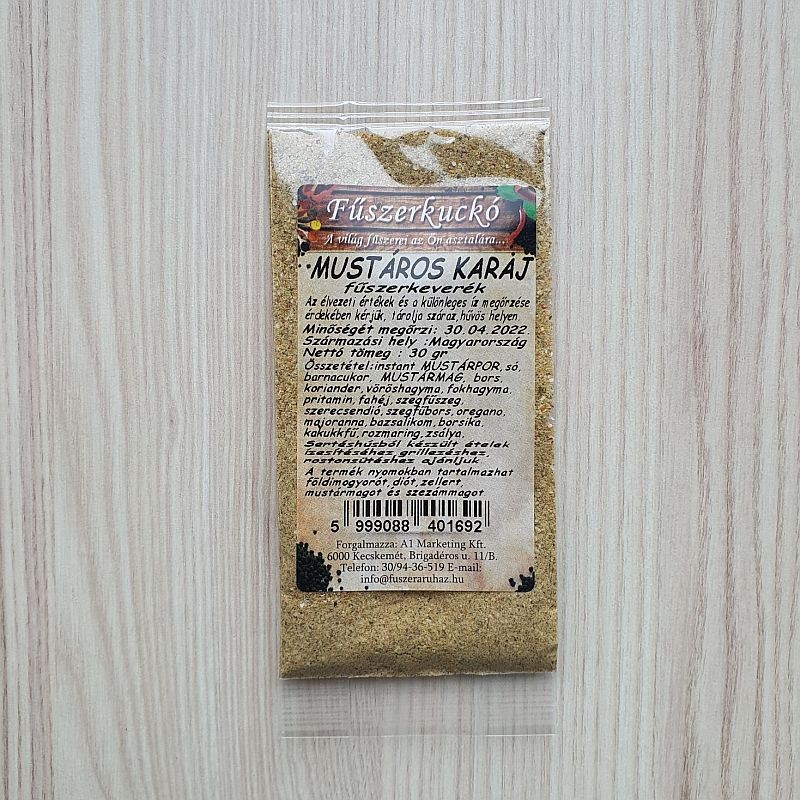 Fűszerkuckó
A világ fűszerei az Ön asztalára...
MUSTÁROS KARAJ
fűszerkeverék
Az élvezeti értékek és a különleges íz megőrzése
érdekében kérjük, tárolja száraz,hűvös helyen.
Minőségét megőrzi: 30.04.2022.
Származási hely :Magyarország
Nettó tömeg : 30 gr
Összetétel:instant MUSTÁRPOR,só,
barnacukor, MUSTÁRMAG, bors,
koriander,vöröshagyma,fokhagyma,
pritamin,fahéj,szegfűszeg,
szerecsendió,szegfűbors,oregano,
majoranna,bazsalikom,borsika,
kakukkfű,rozmaring,zsálya,
Sertéshúsból készült ételek
ízesítéséhez,grillezéshez,
rostonsütéshez ajánljuk
A termék nyomokban tartalmazhat
földimogyorót,diót,zellert,
mustármagot és szezámmagot
5 999088 401692
Forgalmazza: A1 Marketing Kft.
6000 Kecskemét. Brigadéros u. 11/B.
Telefon: 30/94-36-519 E-mail:
info@fuszeraruhaz.hu